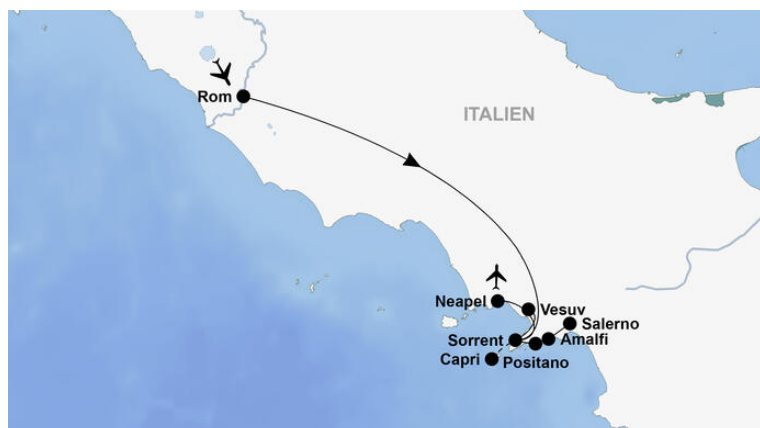 Rom
ITALIEN
Neapel
Vesuv
Salerno
Sorrent
Amalfi
Capri
Positano